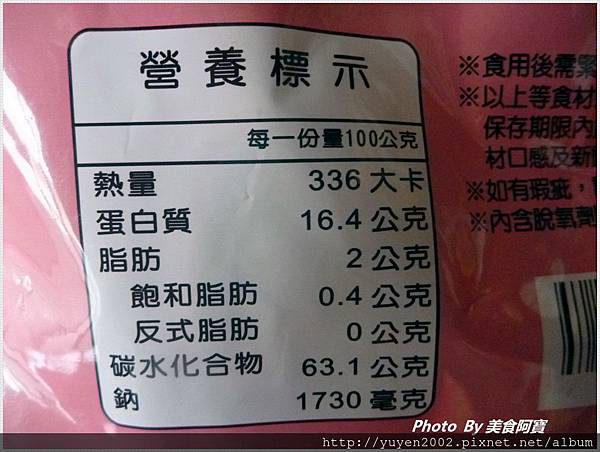 營養標示
每一份量100公克
熱量 336 大卡
蛋白質 16.4 公克
脂肪 2 公克
飽和脂肪 0.4 公克
反式脂肪 0 公克
碳水化合物 63.1 公克
鈉 1730 毫克
※食用後需緊
※以上等食材
保存期限內
材口感及新
※如有瑕疵，
※內含脫氧劑
Photo By 美食阿寶
http://yuyen2002.pixnet.net/album